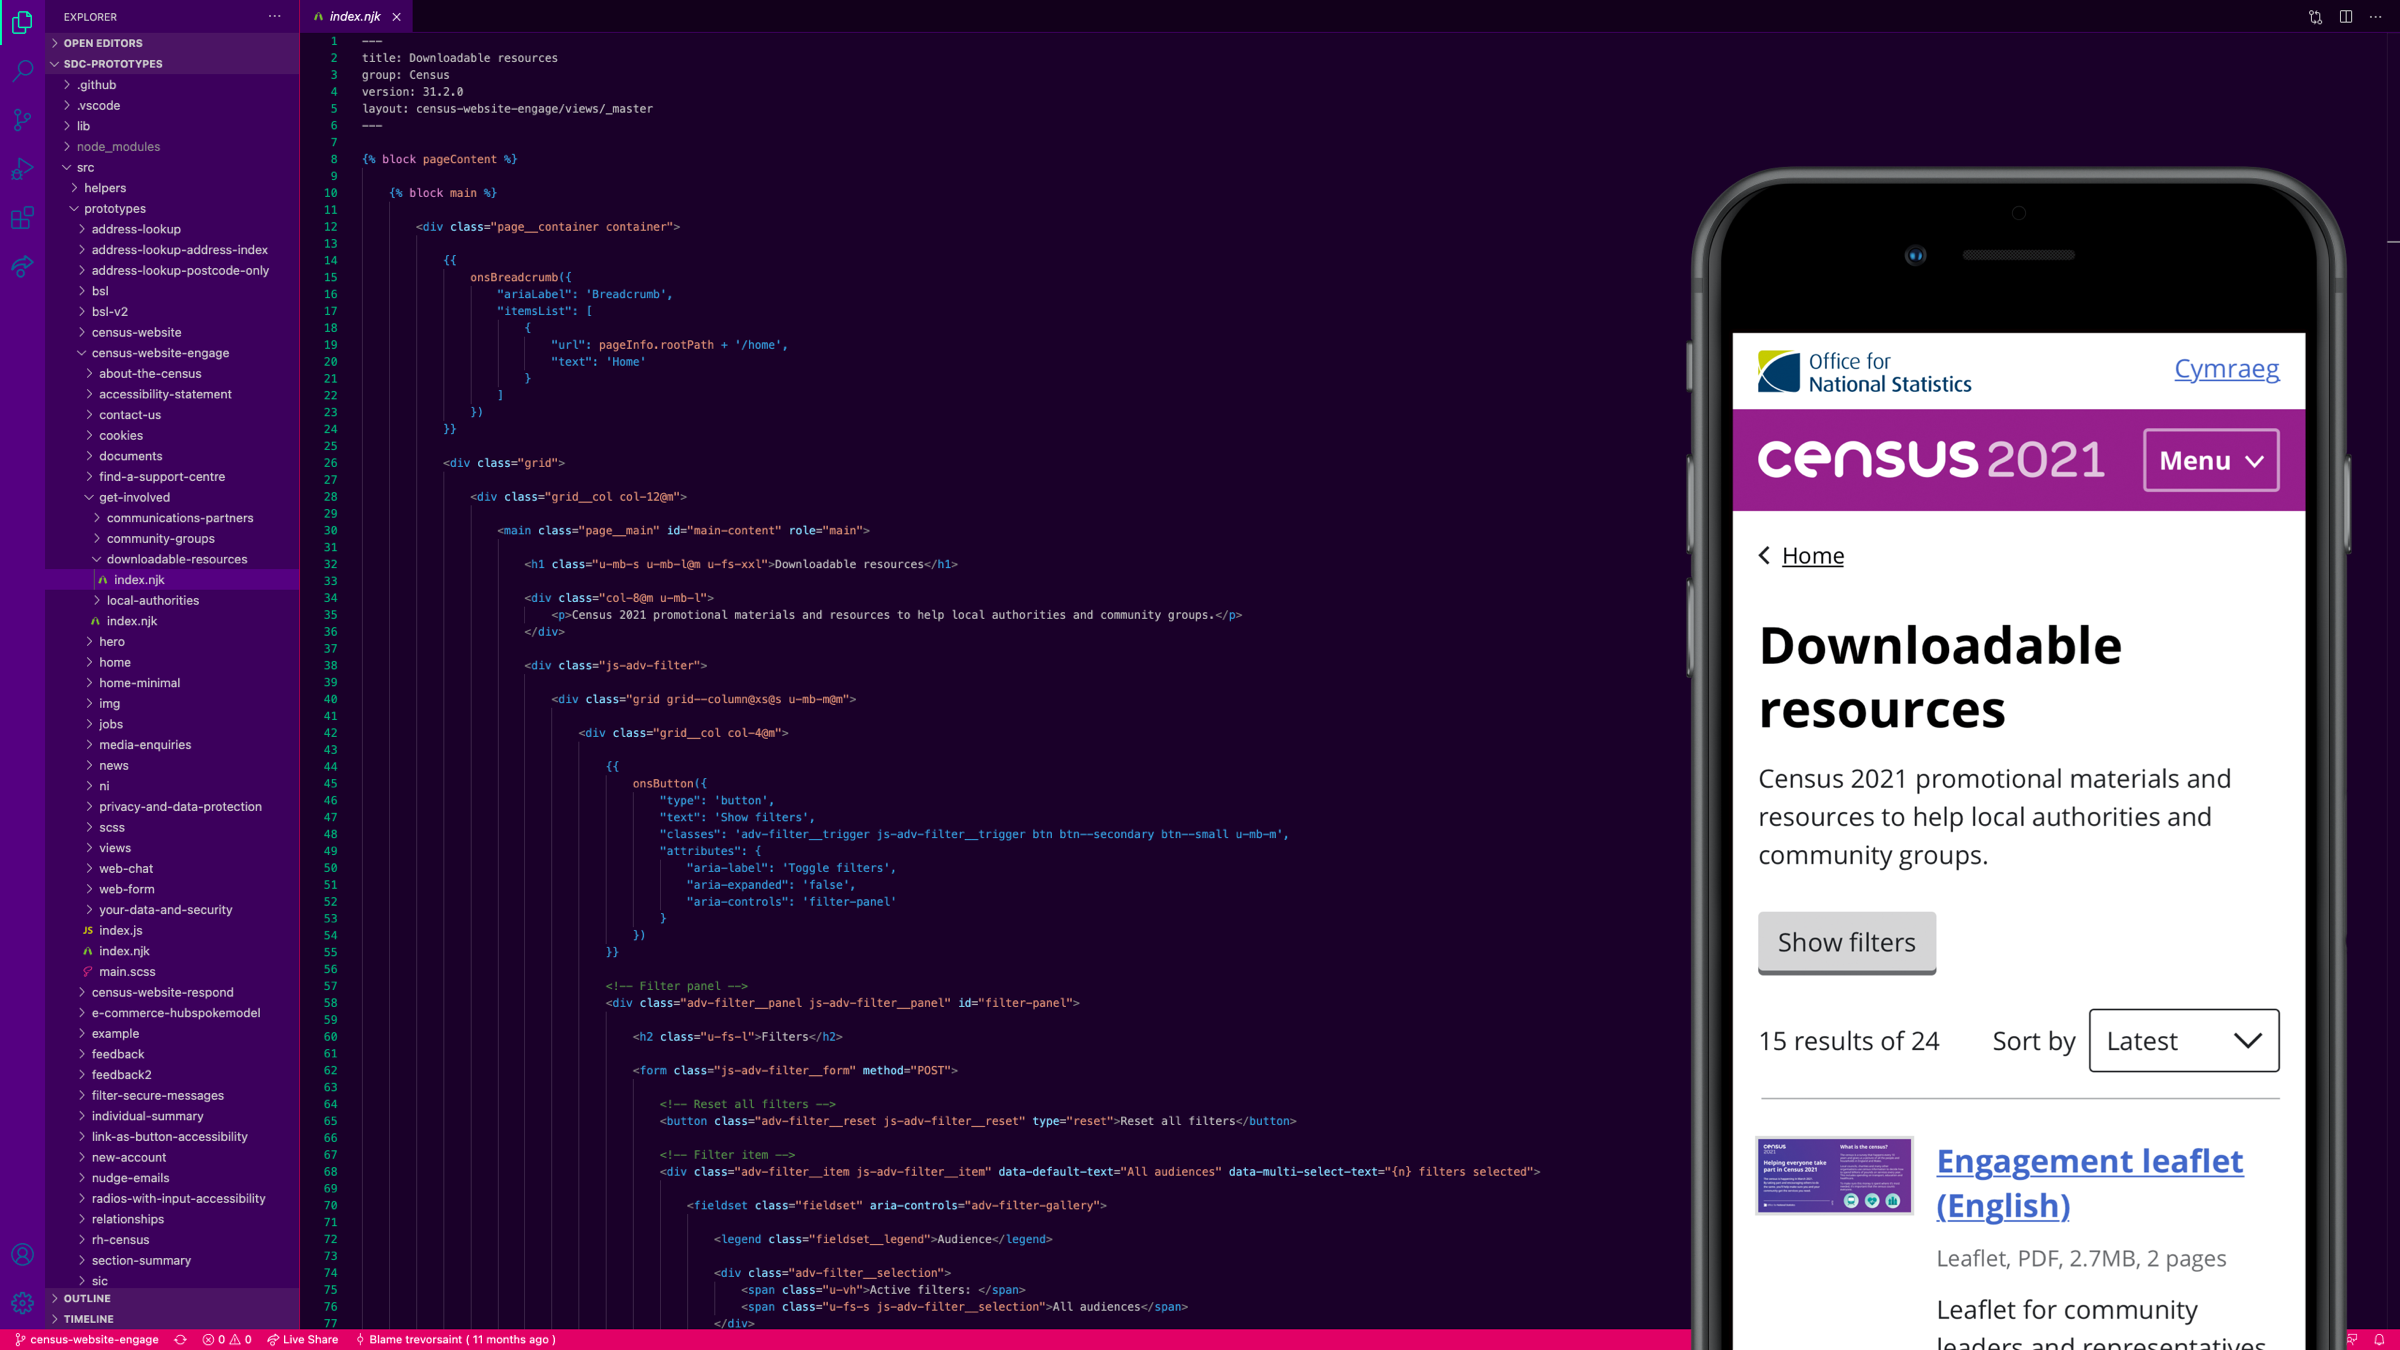 EXPLORER
OPEN EDITORS
SDC-PROTOTYPES
.github
.vscode
lib
node_modules
src
helpers
prototypes
address-lookup
address-lookup-address-index
address-lookup-postcode-only
bsl
bsl-v2
census-website
census-website-engage
about-the-census
accessibility-statement
contact-us
cookies
documents
find-a-support-centre
get-involved
communications-partners
community-groups
downloadable-resources
index.njk
local-authorities
index.njk
hero
home
home-minimal
img
jobs
media-enquiries
news
ni
privacy-and-data-protection
scss
views
web-chat
web-form
your-data-and-security
JS index.js
index.njk
main.scss
census-website-respond
e-commerce-hubspokemodel
example
feedback
feedback2
filter-secure-messages
individual-summary
link-as-button-accessibility
new-account
nudge-emails
radios-with-input-accessibility
relationships
rh-census
section-summary
sic
OUTLINE
TIMELINE
index.njk
1 ---
2 title: Downloadable resources
3 group: Census
4 version: 31.2.0
5 layout: census-website-engage/views/_master
6 ---
7
8 {% block pageContent %}
9
10 {% block main %}
11
12 <div class="page__container container">
13
14 {{
15 onsBreadcrumb({
16 "ariaLabel": 'Breadcrumb',
17 "itemsList": [
18 {
19 "url": pageInfo.rootPath + '/home',
20 "text": 'Home'
21 }
22 ]
23 })
24 }}
25
26 <div class="grid">
27
28 <div class="grid__col col-12@m">
29
30 <main class="page__main" id="main-content" role="main">
31
32 <h1 class="u-mb-s u-mb-l@m u-fs-xxl">Downloadable resources</h1>
33
34 <div class="col-8@m u-mb-l">
35 <p>Census 2021 promotional materials and resources to help local authorities and community groups.</p>
36 </div>
37
38 <div class="js-adv-filter">
39
40 <div class="grid grid--column@xs@s u-mb-m@m">
41
42 <div class="grid__col col-4@m">
43
44 {{
45 onsButton({
46 "type": 'button',
47 "text": 'Show filters',
48 "classes": 'adv-filter__trigger js-adv-filter__trigger btn btn--secondary btn--small u-mb-m',
49 "attributes": {
50 "aria-label": 'Toggle filters',
51 "aria-expanded": 'false',
52 "aria-controls": 'filter-panel'
53 }
54 })
55 }}
56
57 <!-- Filter panel -->
58 <div class="adv-filter__panel js-adv-filter__panel" id="filter-panel">
59
60 <h2 class="u-fs-l">Filters</h2>
61
62 <form class="js-adv-filter__form" method="POST">
63
64 <!-- Reset all filters -->
65 <button class="adv-filter__reset js-adv-filter__reset" type="reset">Reset all filters</button>
66
67 <!-- Filter item -->
68 <div class="adv-filter__item js-adv-filter__item" data-default-text="All audiences" data-multi-select-text="{n} filters selected">
69
70 <fieldset class="fieldset" aria-controls="adv-filter-gallery">
71
72 <legend class="fieldset__legend">Audience</legend>
73
74 <div class="adv-filter__selection">
75 <span class="u-vh">Active filters: </span>
76 <span class="u-fs-s js-adv-filter__selection">All audiences</span>
77 </div>
Office for
National Statistics
Cymraeg
census 2021
Menu
Home
Downloadable
resources
Census 2021 promotional materials and
resources to help local authorities and
community groups.
Show filters
15 results of 24
Sort by
Latest
census
2021
Helping everyone take
part in Census 2021
What is the census?
Engagement leaflet
(English)
Leaflet, PDF, 2.7MB, 2 pages
Leaflet for community
leaders and representatives
census-website-engage
0 0
Live Share
Blame trevorsaint ( 11 months ago )